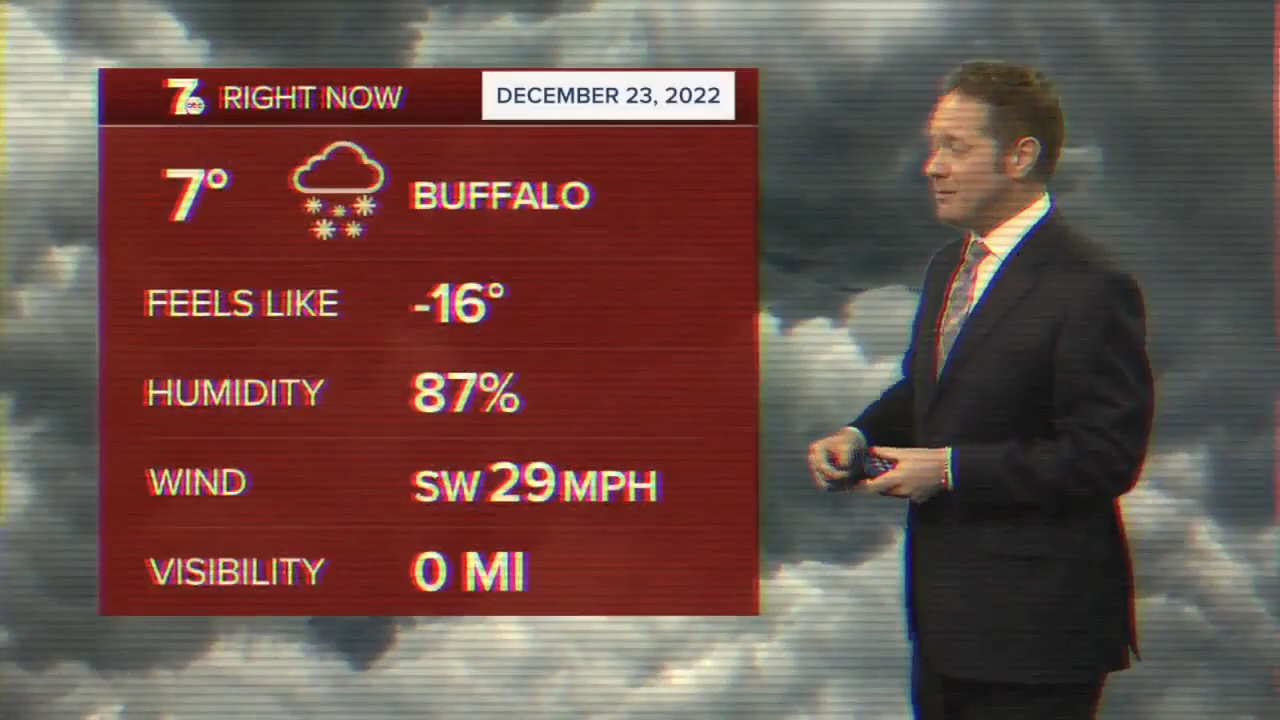 7 abc RIGHT NOW DECEMBER 23, 2022
7° BUFFALO
FEELS LIKE -16°
HUMIDITY 87%
WIND SW 29 MPH
VISIBILITY 0 MI